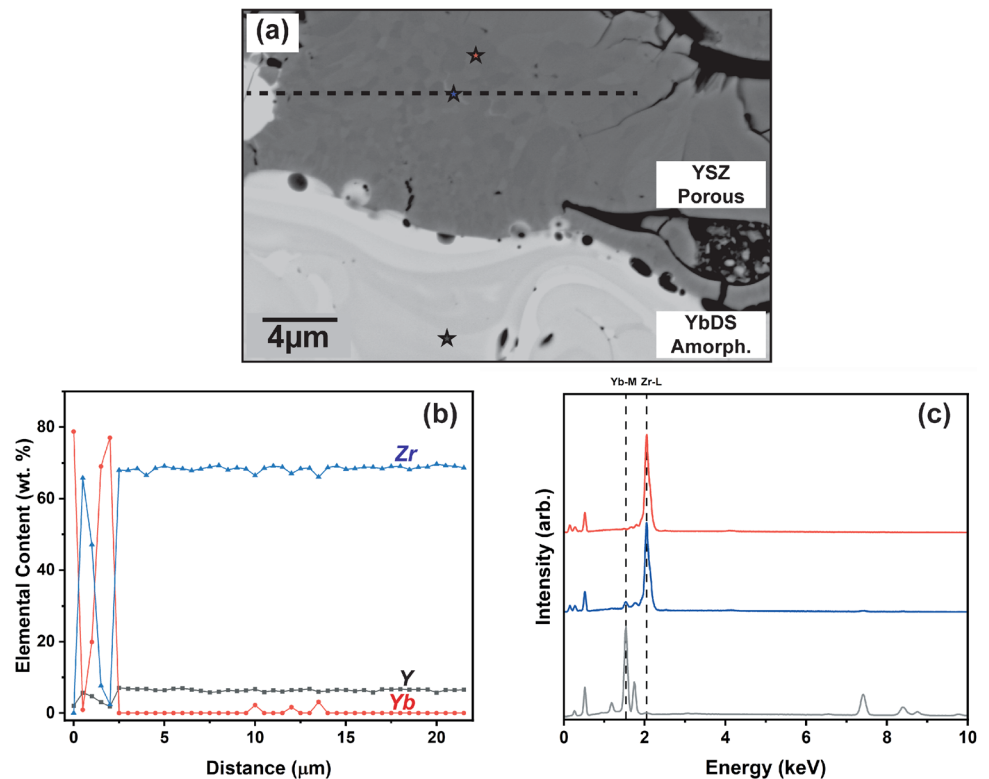 (a)
YSZ
Porous
4μm
YbDS
Amorph.
(b)
Elemental Content (wt. %)
80
60
40
20
0
Zr
Y
Yb
0
5
10
15
20
Distance (μm)
Yb-M Zr-L
(c)
Intensity (arb.)
0
2
4
6
8
10
Energy (keV)